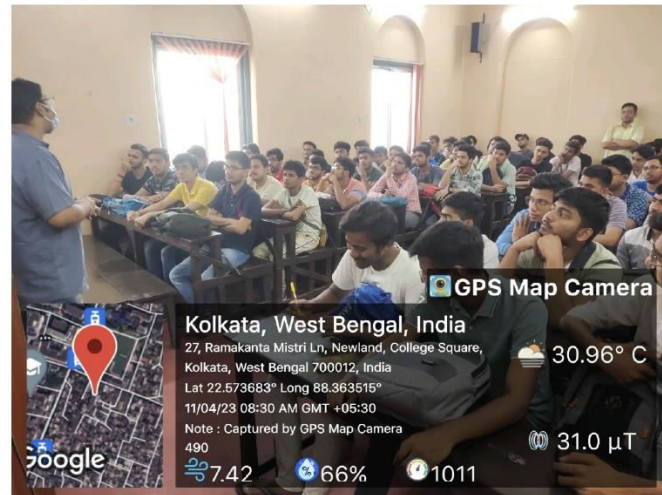 GPS Map Camera
Kolkata, West Bengal, India
27, Ramakanta Mistri Ln, Newland, College Square,
Kolkata, West Bengal 700012, India
Lat 22.573683° Long 88.363515°
11/04/23 08:30 AM GMT +05:30
Note : Captured by GPS Map Camera
490
30.96° C
31.0 µT
7.42
66%
1011
Google